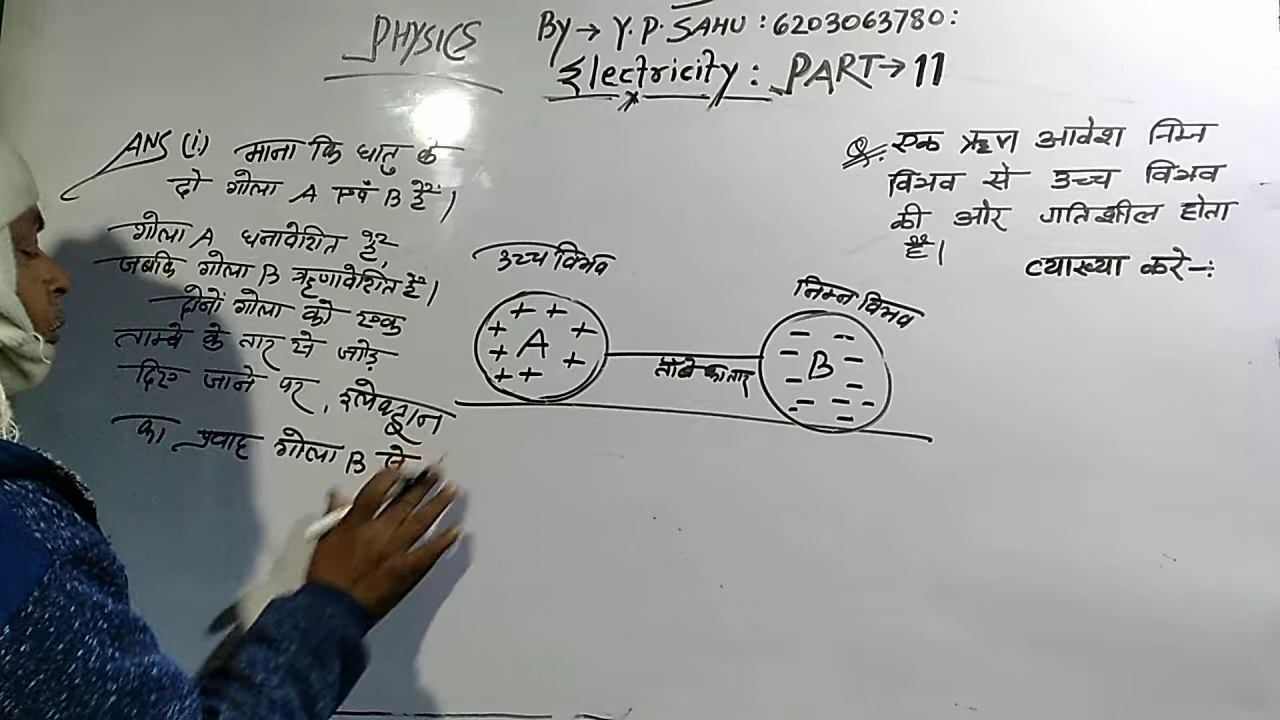 PHYSICS
By → Y.P.SAHU : 6203063780:
Electricity : PART → 11
Q. एक ऋण आवेश निम्न
विभव से उच्च विभव
की ओर गतिशील होता
है।
व्याख्या करे -:
ANS (i) माना कि धातु के
दो गोला A एवं B है।
गोला A धनावेशित है,
जबकि गोला B ऋणावेशित है।
दोनों गोला को एक
ताम्बे के तार से जोड़
दिए जाने पर, इलेक्ट्रान
का प्रवाह गोला B से
उच्च विभव
निम्न विभव
+ +
+ A +
+ +
+ +
तांबे का तार
B